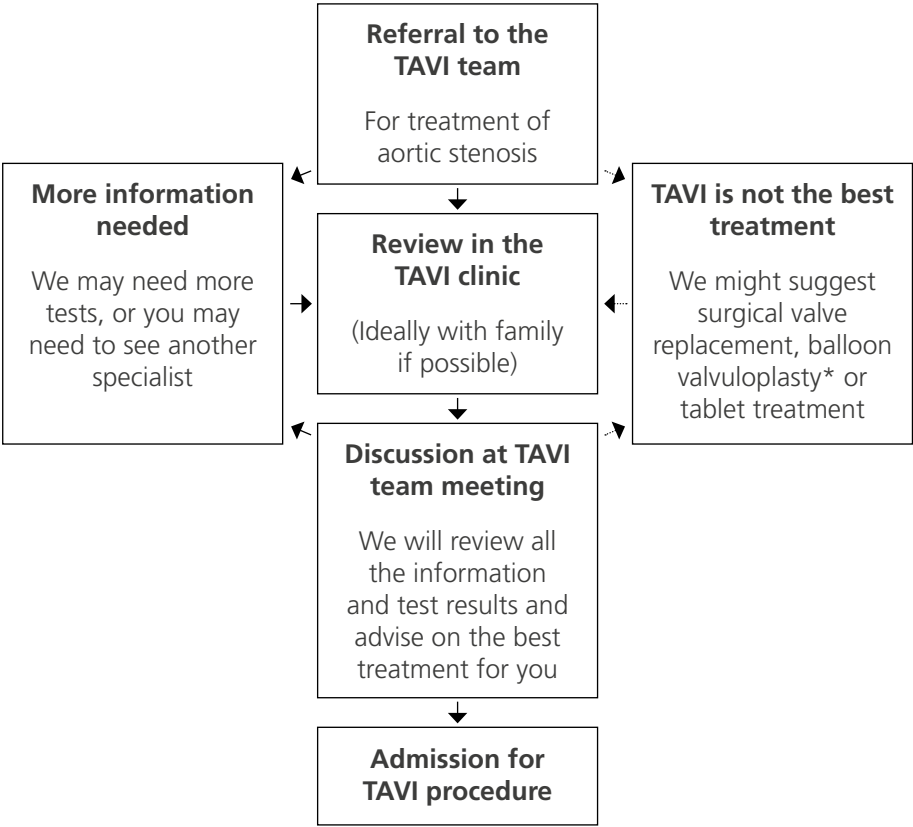 Referral to the
TAVI team
For treatment of
aortic stenosis
More information
needed
We may need more
tests, or you may
need to see another
specialist
Review in the
TAVI clinic
(Ideally with family
if possible)
TAVI is not the best
treatment
We might suggest
surgical valve
replacement, balloon
valvuloplasty* or
tablet treatment
Discussion at TAVI
team meeting
We will review all
the information
and test results and
advise on the best
treatment for you
Admission for
TAVI procedure